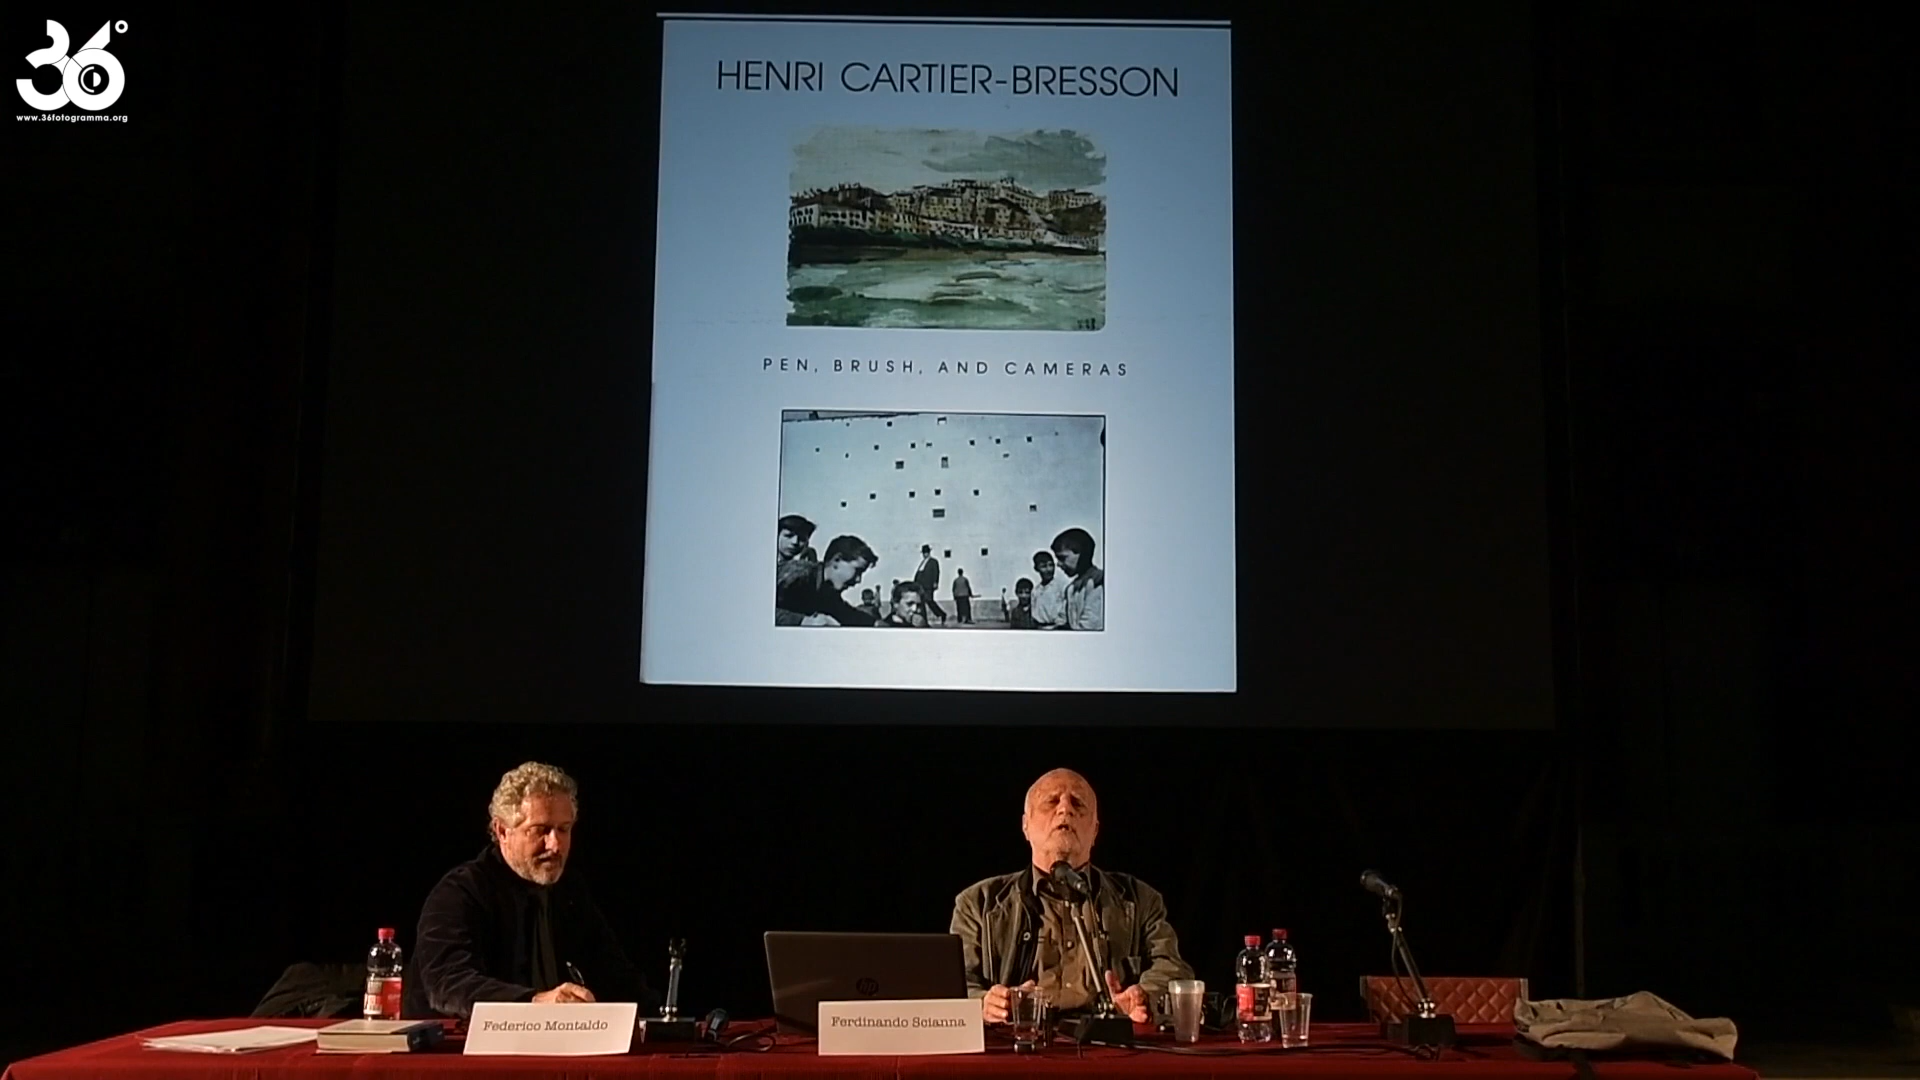 36°
www.36fotogramma.org
HENRI CARTIER-BRESSON
PEN, BRUSH, AND CAMERAS
hp
Federico Montaldo
Ferdinando Scianna